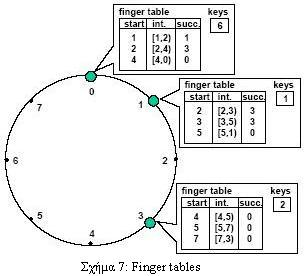 finger table keys
start int. succ. 6
1 [1,2) 1
2 [2,4) 3
4 [4,0) 0
finger table keys
start int. succ. 1
2 [2,3) 3
3 [3,5) 3
5 [5,1) 0
finger table keys
start int. succ. 2
4 [4,5) 0
5 [5,7) 0
7 [7,3) 0
0
7 1
6 2
5 3
4
Σχήμα 7: Finger tables